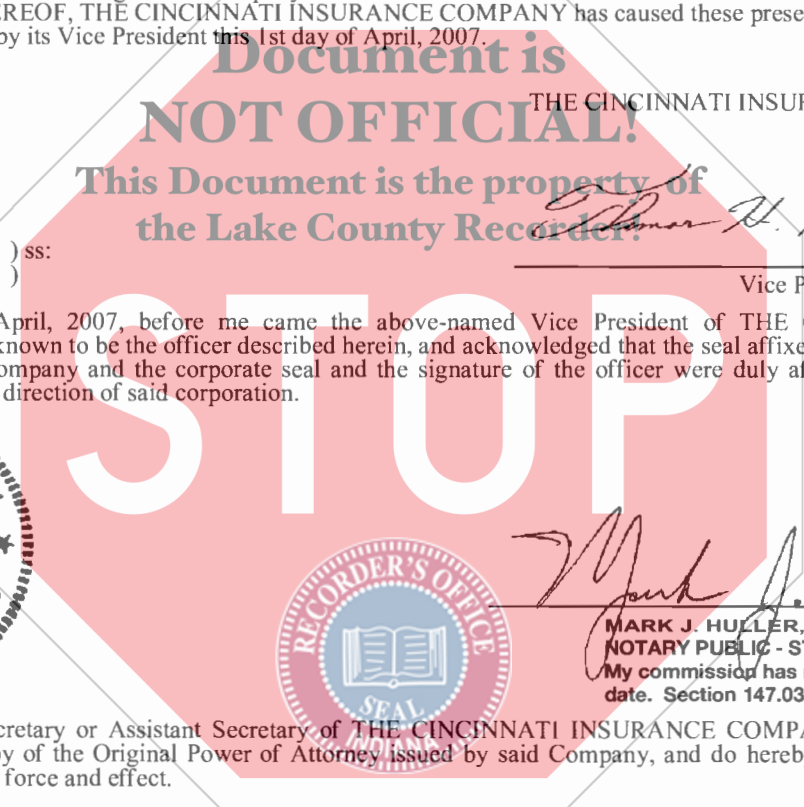 EREOF, THE CINCINNATI INSURANCE COMPANY has caused these prese
by its Vice President this 1st day of April, 2007.
Document is
NOT OFFICIAL!
THE CINCINNATI INSUR
This Document is the property of
the Lake County Recorder!
) ss:
)
Vice P
April, 2007, before me came the above-named Vice President of THE
known to be the officer described herein, and acknowledged that the seal affixe
ompany and the corporate seal and the signature of the officer were duly af
direction of said corporation.
STOP
Mark J.
RECORDER'S OFFICE
SEAL
INDIANA
MARK J. HULLER,
NOTARY PUBLIC - ST
My commission has
date. Section 147.03
cretary or Assistant Secretary of THE CINCINNATI INSURANCE COMPA
py of the Original Power of Attorney issued by said Company, and do hereb
force and effect.